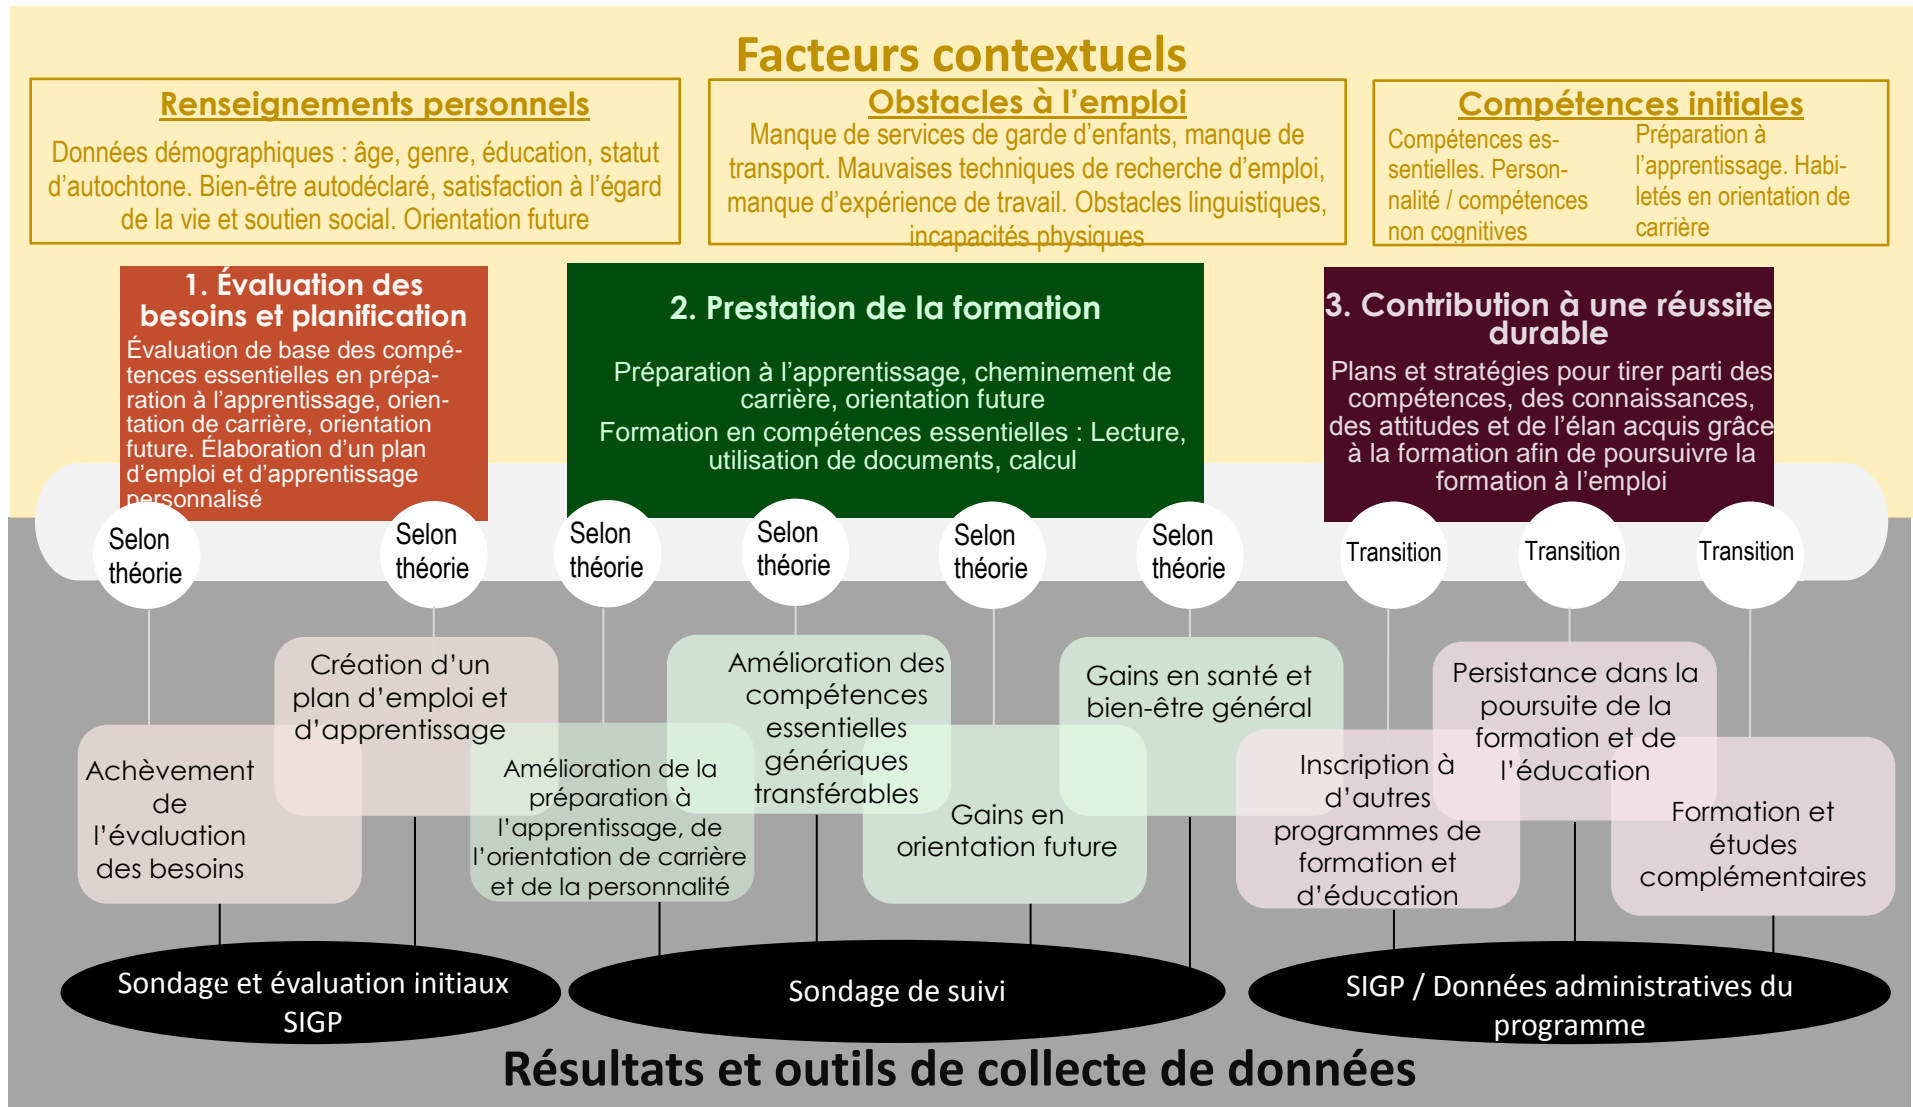 Facteurs contextuels
Renseignements personnels
Données démographiques : âge, genre, éducation, statut
d’autochtone. Bien-être autodéclaré, satisfaction à l’égard
de la vie et soutien social. Orientation future
Obstacles à l’emploi
Manque de services de garde d’enfants, manque de
transport. Mauvaises techniques de recherche d’emploi,
manque d’expérience de travail. Obstacles linguistiques,
incapacités physiques
Compétences initiales
Compétences es-
sentielles. Person-
nalité / compétences
non cognitives
Préparation à
l’apprentissage. Habi-
letés en orientation de
carrière
1. Évaluation des
besoins et planification
Évaluation de base des compé-
tences essentielles en prépa-
ration à l’apprentissage, orien-
tation de carrière, orientation
future. Élaboration d’un plan
d’emploi et d’apprentissage
personnalisé
2. Prestation de la formation
Préparation à l’apprentissage, cheminement de
carrière, orientation future
Formation en compétences essentielles : Lecture,
utilisation de documents, calcul
3. Contribution à une réussite
durable
Plans et stratégies pour tirer parti des
compétences, des connaissances,
des attitudes et de l’élan acquis grâce
à la formation afin de poursuivre la
formation à l’emploi
Selon
théorie
Selon
théorie
Selon
théorie
Selon
théorie
Selon
théorie
Selon
théorie
Transition
Transition
Transition
Achèvement
de
l’évaluation
des besoins
Création d’un
plan d’emploi et
d’apprentissage
Amélioration de la
préparation à
l’apprentissage, de
l’orientation de carrière
et de la personnalité
Amélioration des
compétences
essentielles
génériques
transférables
Gains en
orientation future
Gains en santé et
bien-être général
Inscription à
d’autres
programmes de
formation et
d’éducation
Persistance dans la
poursuite de la
formation et de
l’éducation
Formation et
études
complémentaires
Sondage et évaluation initiaux
SIGP
Sondage de suivi
SIGP / Données administratives du
programme
Résultats et outils de collecte de données